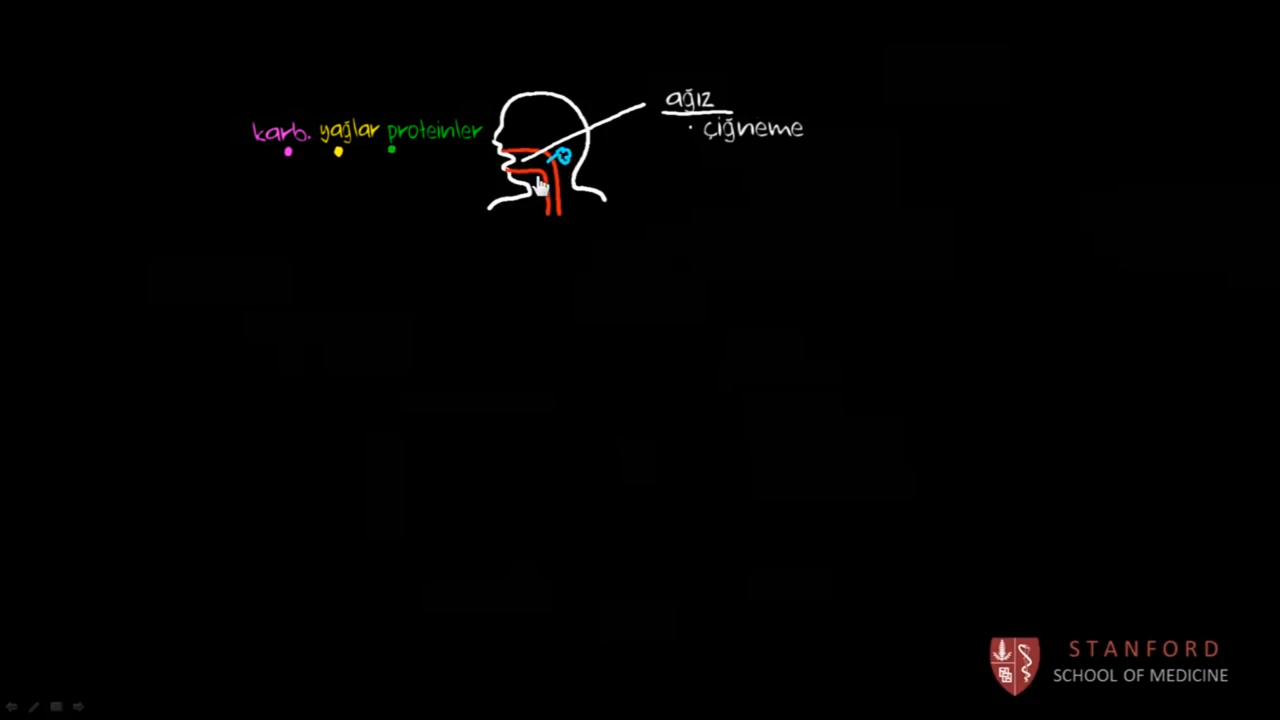 karb. yağlar proteinler
ağız
· çiğneme
STANFORD
SCHOOL OF MEDICINE